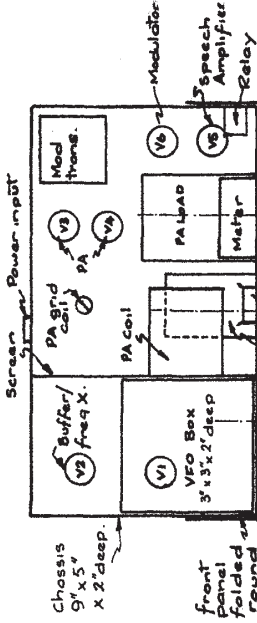 Screen
Power input
Chassis
9" x 5"
x 2" deep.
V2
Buffer/
freq x.
PA grid
coil
V3
V4
PA
Mod
trans.
V6
Modulator
V5
Speech
Amplifier
Relay
V1
VFO Box
3" x 3" x 2" deep
PA coil
PA LOAD
Meter
front
panel
folded
round